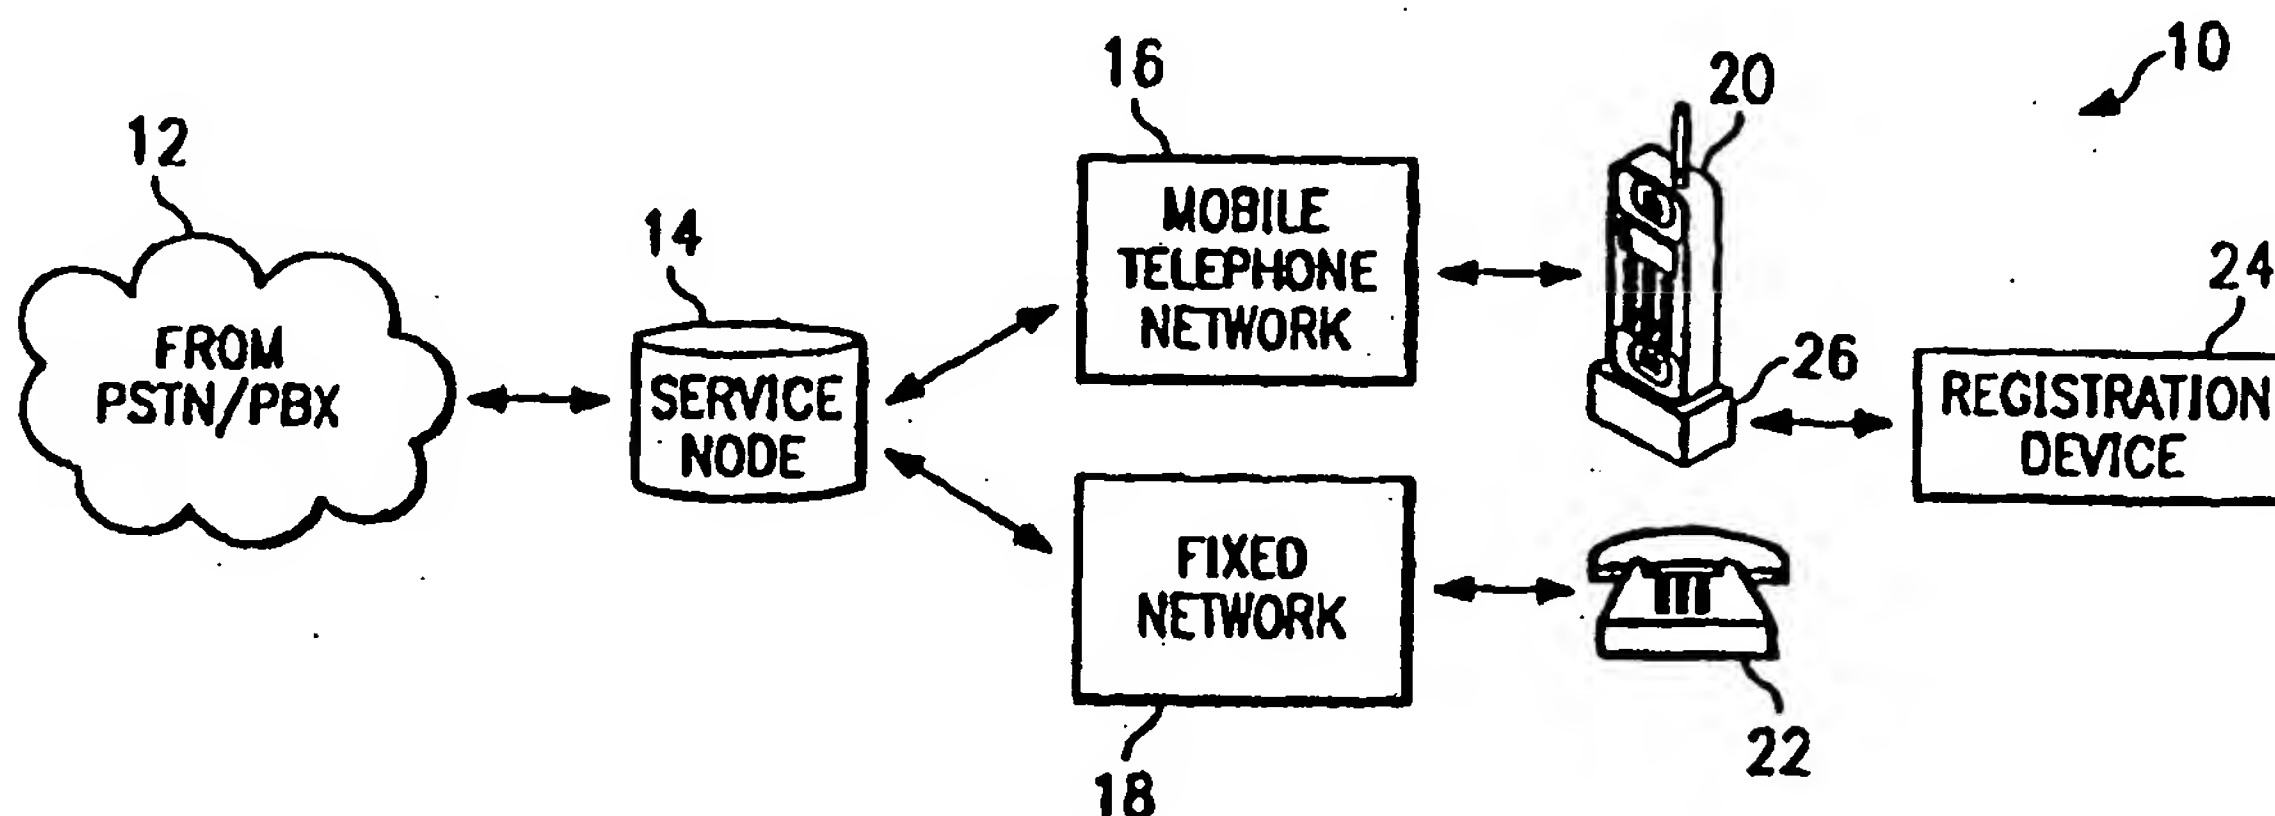 10
16
20
12
MOBILE
TELEPHONE
NETWORK
14
24
FROM
PSTN/PBX
SERVICE
NODE
26
REGISTRATION
DEVICE
FIXED
NETWORK
22
18